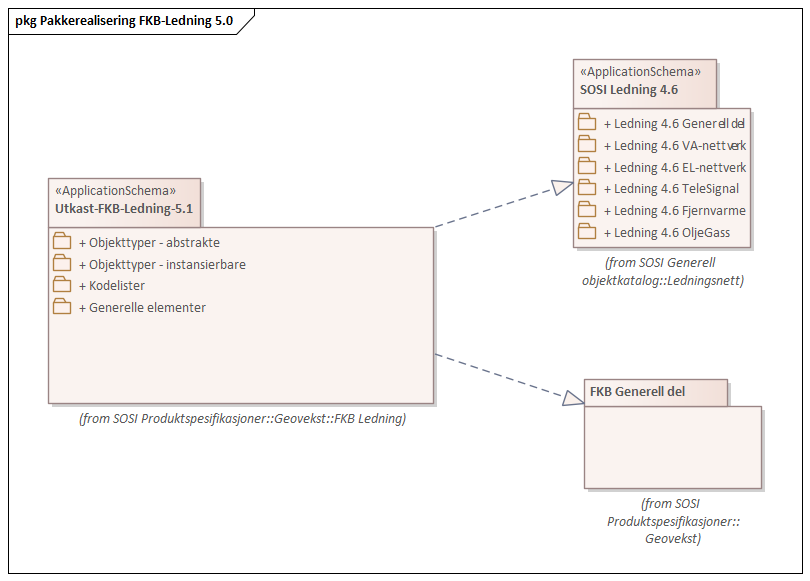 pkg Pakkerealisering FKB-Ledning 5.0
«ApplicationSchema»
SOSI Ledning 4.6
+ Ledning 4.6 Generell del
+ Ledning 4.6 VA-nettverk
+ Ledning 4.6 EL-nettverk
+ Ledning 4.6 TeleSignal
+ Ledning 4.6 Fjernvarme
+ Ledning 4.6 OljeGass
(from SOSI Generell
objektkatalog::Ledningsnett)
«ApplicationSchema»
Utkast-FKB-Ledning-5.1
+ Objekttyper - abstrakte
+ Objekttyper - instansierbare
+ Kodelister
+ Generelle elementer
(from SOSI Produktspesifikasjoner::Geovekst::FKB Ledning)
FKB Generell del
(from SOSI
Produktspesifikasjoner::
Geovekst)